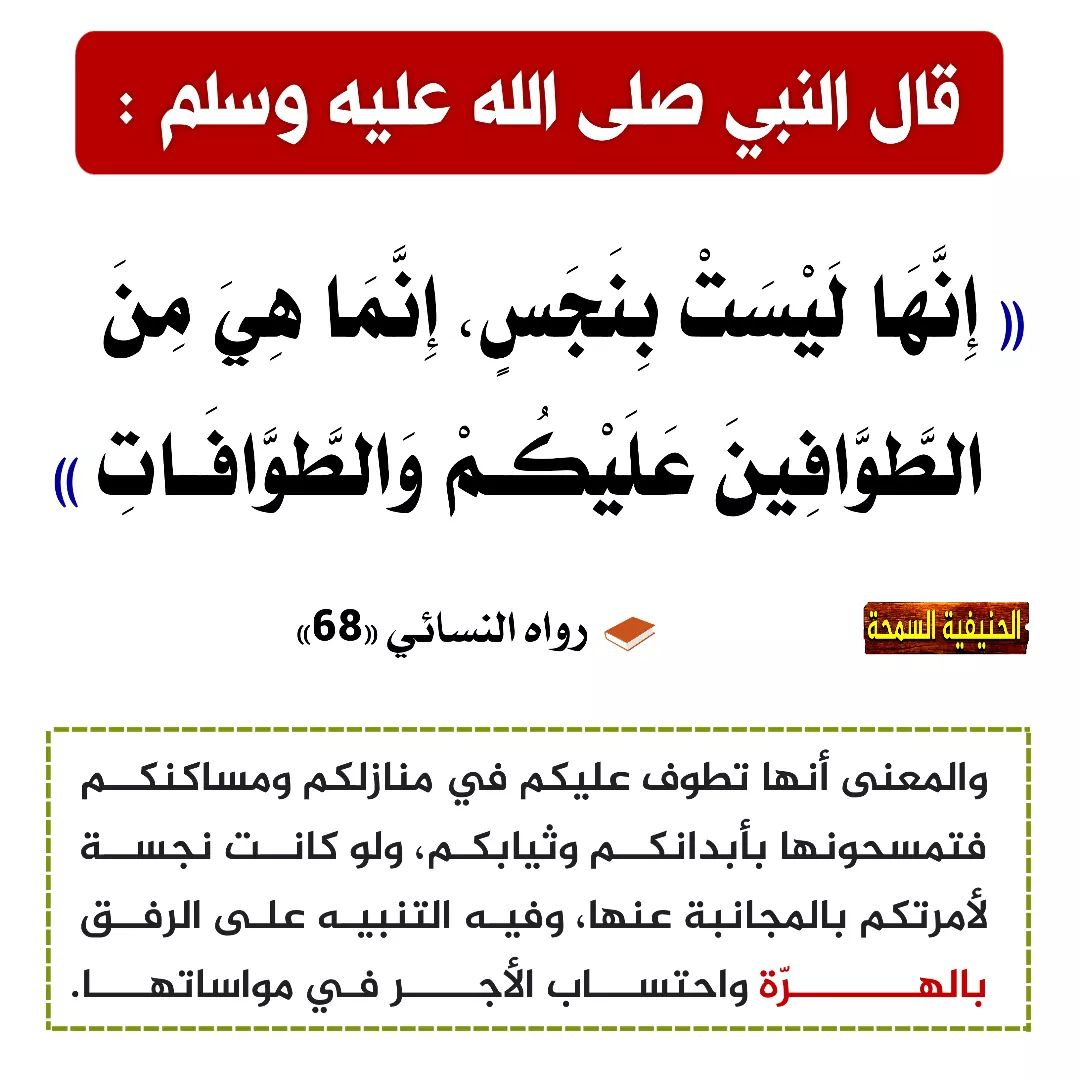 قال النبي صلى الله عليه وسلم :
(( إِنَّهَا لَيْسَتْ بِنَجَسٍ، إِنَّمَا هِيَ مِنَ
الطَّوَّافِينَ عَلَيْكُمْ وَالطَّوَّافَاتِ ))
الحنيفية السمحة
رواه النسائي ((68))
والمعنى أنها تطوف عليكم في منازلكم ومساكنكم
فتمسحونها بأبدانكم وثيابكم، ولو كانت نجسة
لأمرتكم بالمجانبة عنها، وفيه التنبيه على الرفق
بالهرّة واحتساب الأجر في مواساتها.